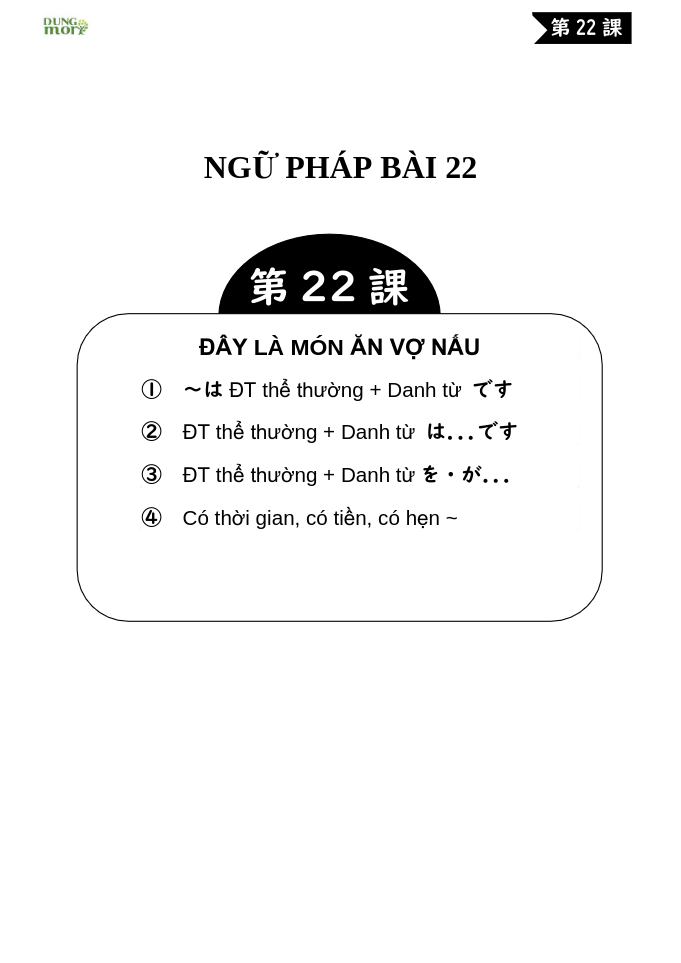 DUNG
mori
第 22 課
NGỮ PHÁP BÀI 22
第 22 課
ĐÂY LÀ MÓN ĂN VỢ NẤU
① ～は ĐT thể thường + Danh từ です
② ĐT thể thường + Danh từ は...です
③ ĐT thể thường + Danh từ を・が...
④ Có thời gian, có tiền, có hẹn ~